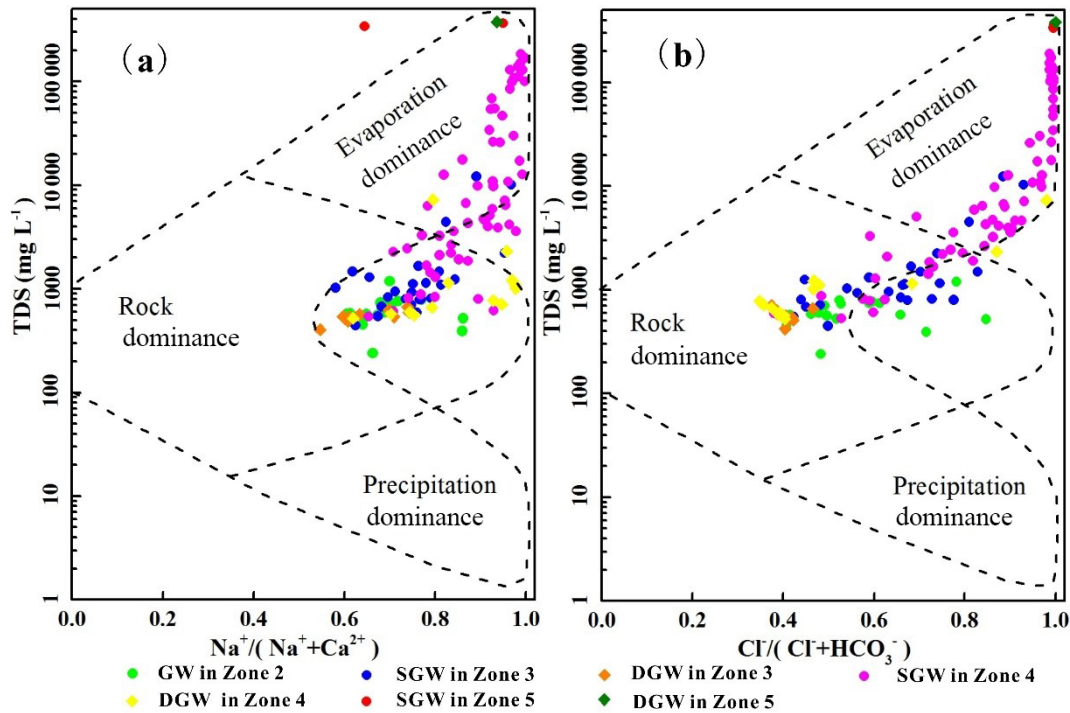 (a)
(b)
Evaporation
dominance
Evaporation
dominance
Rock
dominance
Rock
dominance
Precipitation
dominance
Precipitation
dominance
TDS (mg L⁻¹)
100 000
10 000
1000
100
10
1
TDS (mg L⁻¹)
100 000
10 000
1000
100
10
1
0.0 0.2 0.4 0.6 0.8 1.0
0.0 0.2 0.4 0.6 0.8 1.0
Na⁺/( Na⁺+Ca²⁺)
Cl⁻/( Cl⁻+HCO₃⁻)
GW in Zone 2 SGW in Zone 3 DGW in Zone 3 SGW in Zone 4
DGW in Zone 4 SGW in Zone 5 DGW in Zone 5